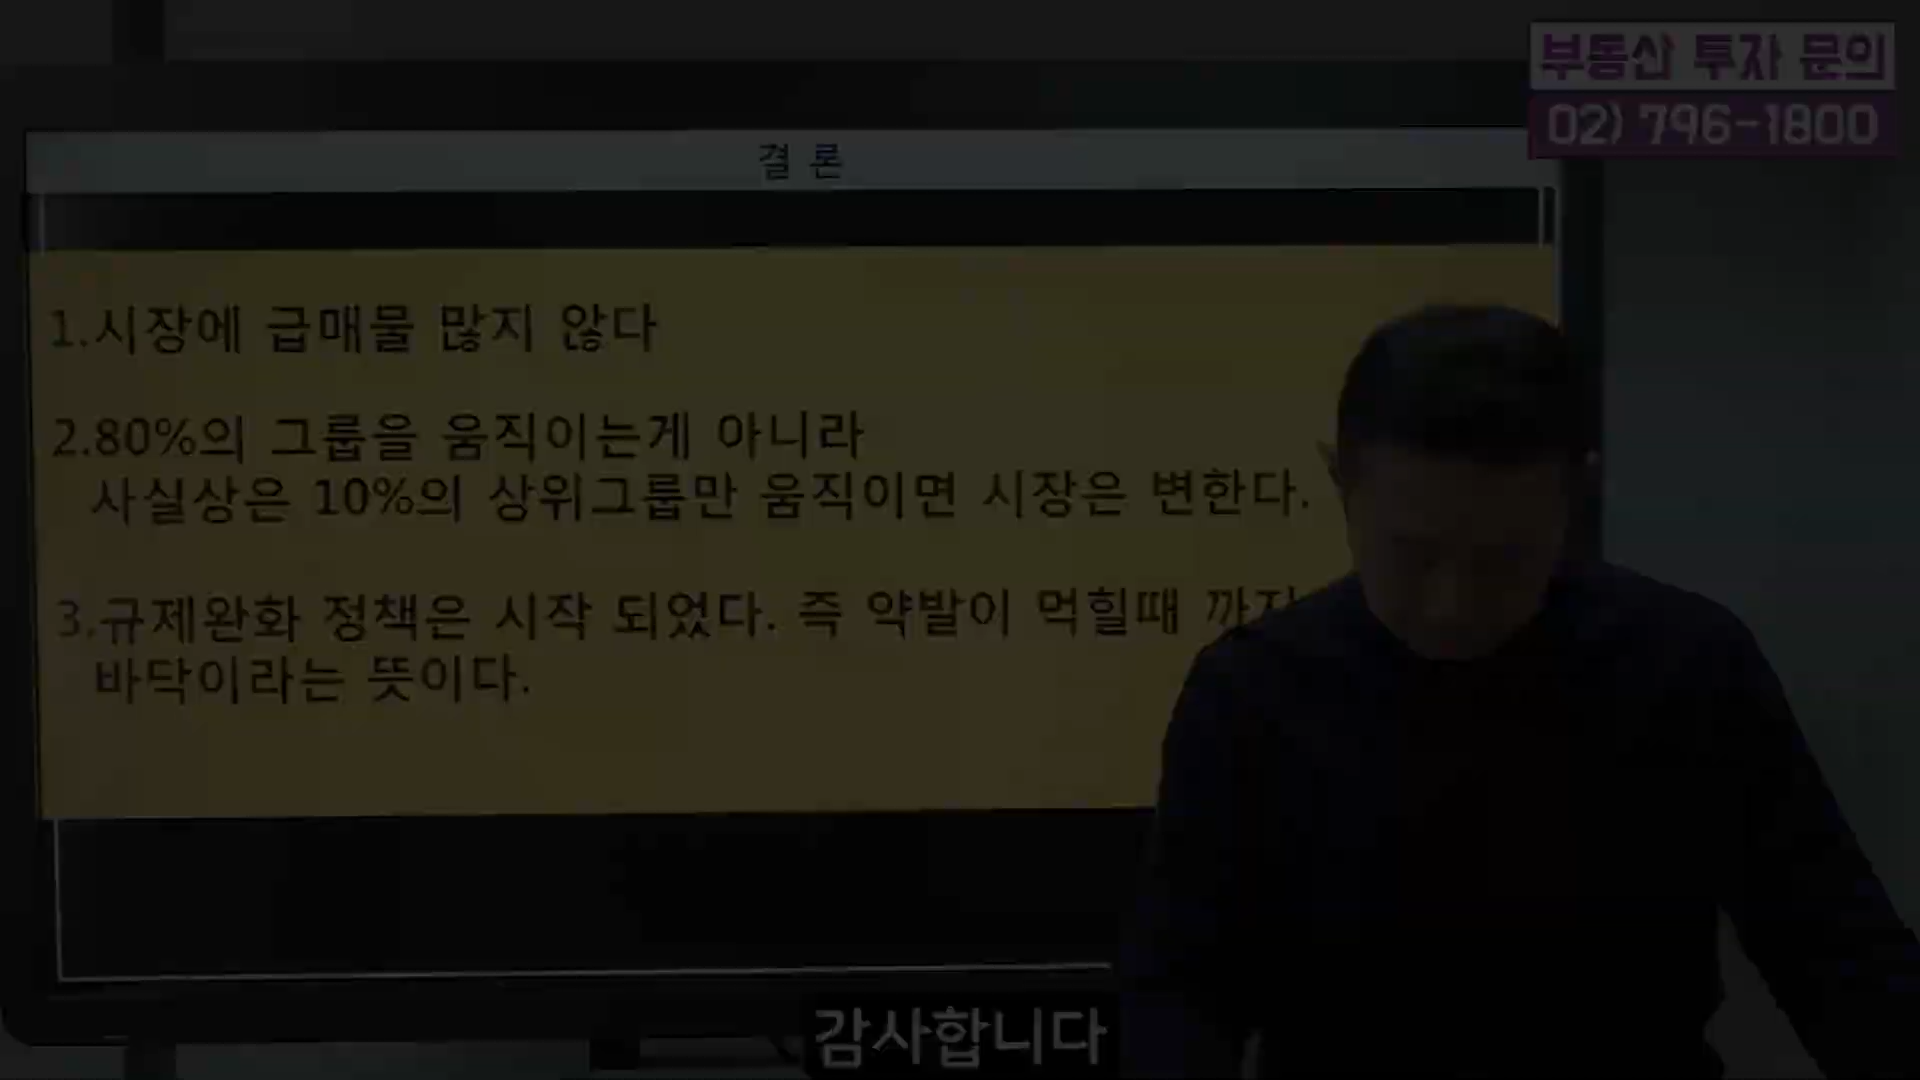 부동산 투자 문의
02) 796-1800
결 론
1.시장에 급매물 많지 않다
2.80%의 그룹을 움직이는게 아니라
사실상은 10%의 상위그룹만 움직이면 시장은 변한다.
3.규제완화 정책은 시작 되었다. 즉 약발이 먹힐때 까지
바닥이라는 뜻이다.
감사합니다